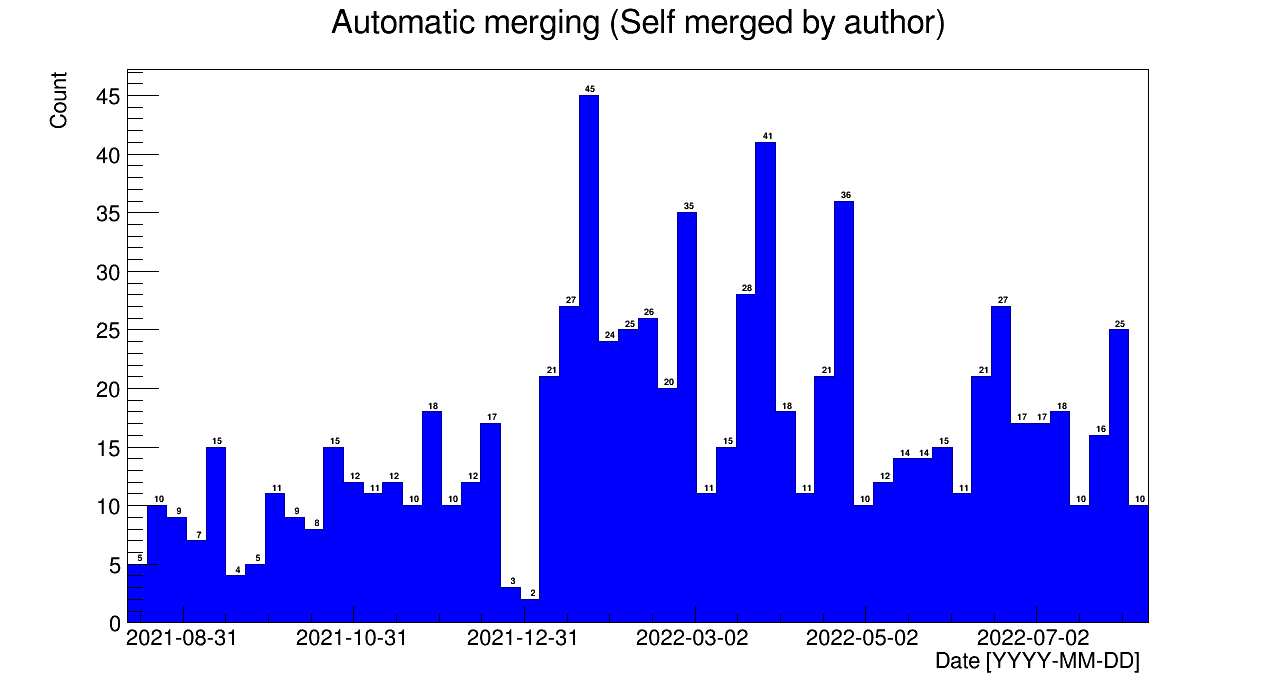 Automatic merging (Self merged by author)
Count
45
40
35
30
25
20
15
10
5
0
5 10 9 7 15 4 5 11 9 8 15 12 11 12 10 18 10 12 17 3 2 21 27 45 24 25 26 20 35 11 15 28 41 18 11 21 36 10 12 14 14 15 11 21 27 17 17 18 10 16 25 10
2021-08-31 2021-10-31 2021-12-31 2022-03-02 2022-05-02 2022-07-02
Date [YYYY-MM-DD]